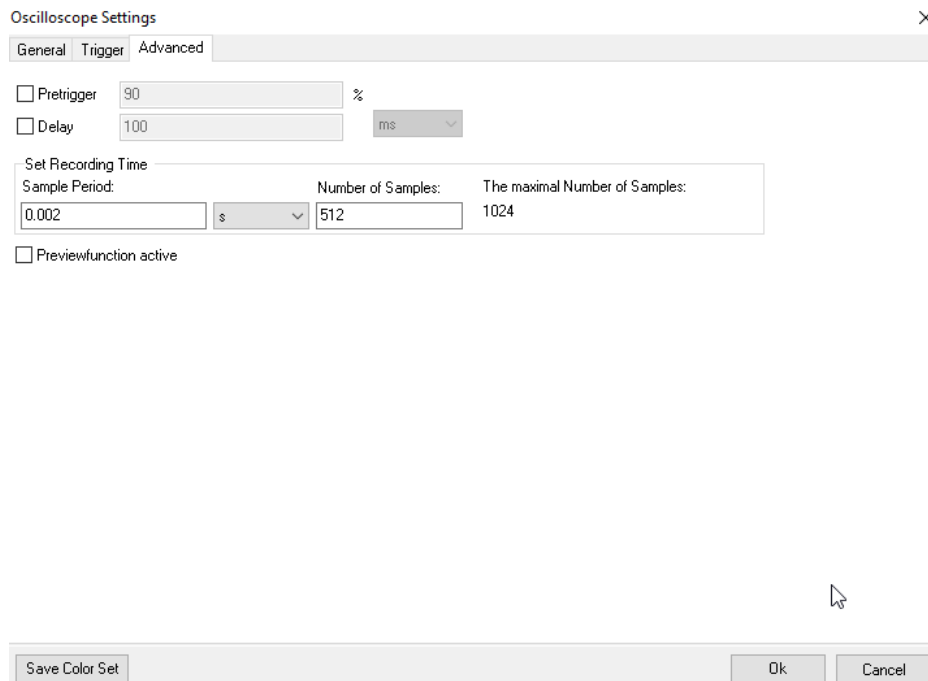 Oscilloscope Settings
General Trigger Advanced
Pretrigger 90 %
Delay 100 ms
Set Recording Time
Sample Period: Number of Samples: The maximal Number of Samples:
0.002 s 512 1024
Previewfunction active
Save Color Set Ok Cancel